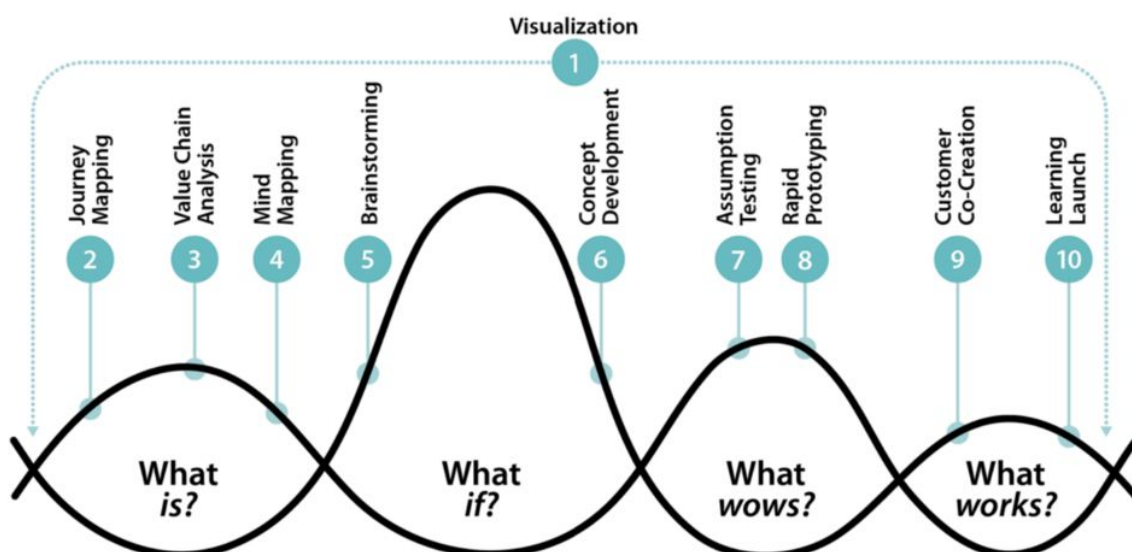 Visualization
1
Journey
Mapping
2
Value Chain
Analysis
3
Mind
Mapping
4
Brainstorming
5
Concept
Development
6
Assumption
Testing
7
Rapid
Prototyping
8
Customer
Co-Creation
9
Learning
Launch
10
What
is?
What
if?
What
wows?
What
works?